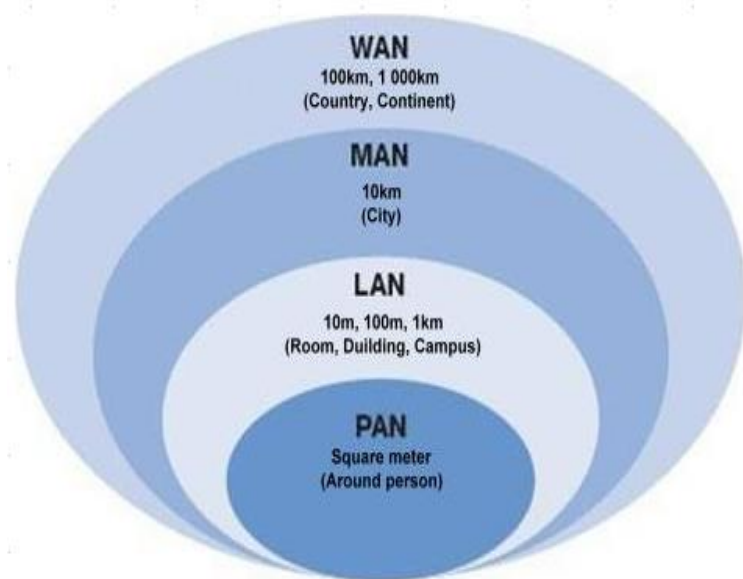 WAN
100km, 1 000km
(Country, Continent)
MAN
10km
(City)
LAN
10m, 100m, 1km
(Room, Duilding, Campus)
PAN
Square meter
(Around person)